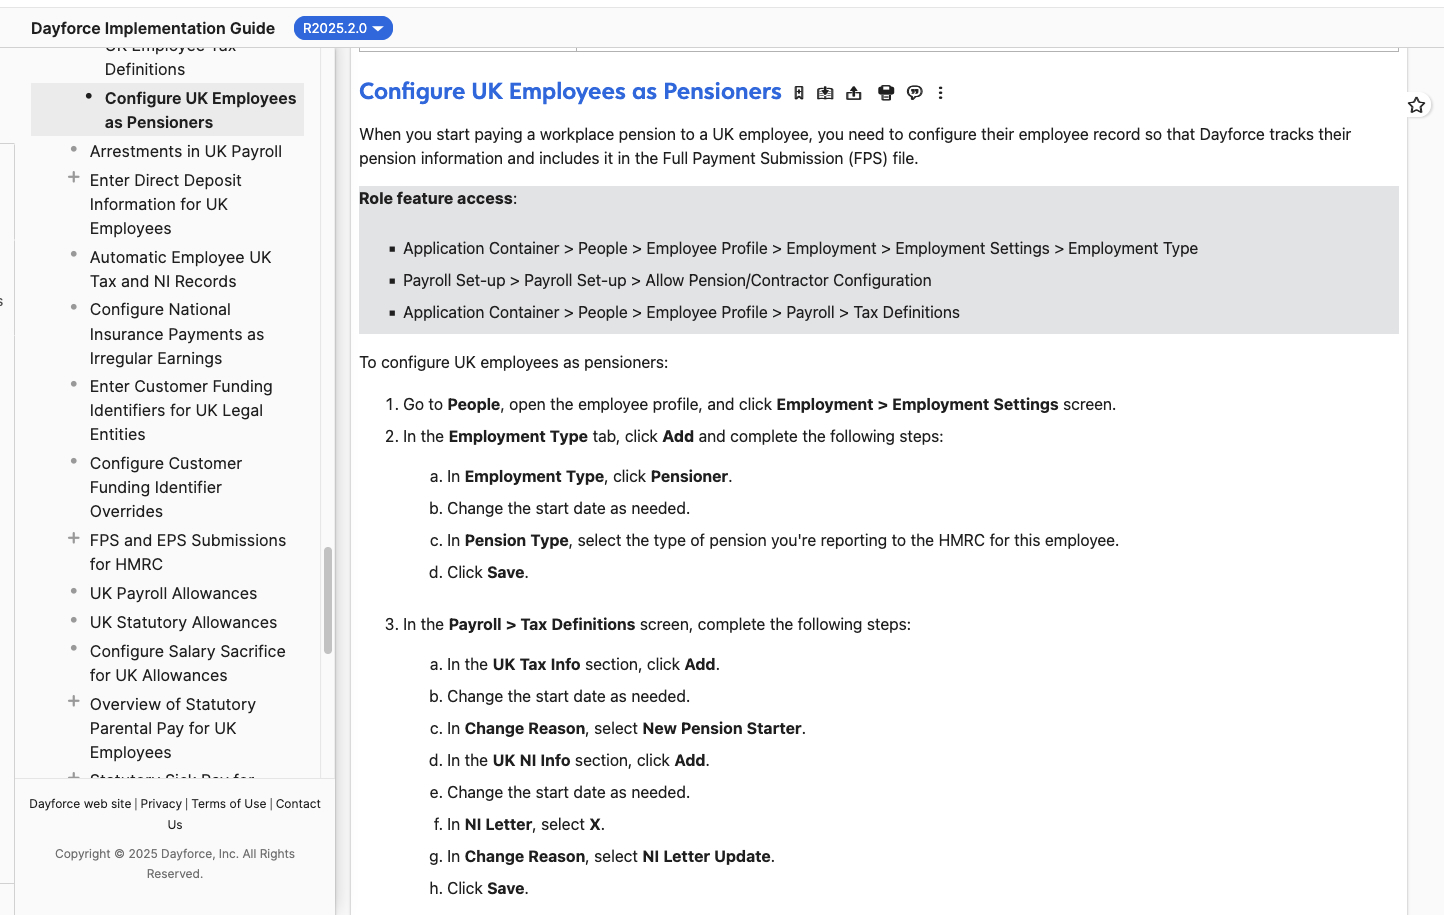 Dayforce Implementation Guide
R2025.2.0
UK Employee Tax
Definitions
Configure UK Employees
as Pensioners
Arrestments in UK Payroll
Enter Direct Deposit
Information for UK
Employees
Automatic Employee UK
Tax and NI Records
Configure National
Insurance Payments as
Irregular Earnings
Enter Customer Funding
Identifiers for UK Legal
Entities
Configure Customer
Funding Identifier
Overrides
FPS and EPS Submissions
for HMRC
UK Payroll Allowances
UK Statutory Allowances
Configure Salary Sacrifice
for UK Allowances
Overview of Statutory
Parental Pay for UK
Employees
Statutory Sick Pay for
Dayforce web site | Privacy | Terms of Use | Contact
Us
Copyright © 2025 Dayforce, Inc. All Rights
Reserved.
s
Configure UK Employees as Pensioners
When you start paying a workplace pension to a UK employee, you need to configure their employee record so that Dayforce tracks their
pension information and includes it in the Full Payment Submission (FPS) file.
Role feature access:
▪ Application Container > People > Employee Profile > Employment > Employment Settings > Employment Type
▪ Payroll Set-up > Payroll Set-up > Allow Pension/Contractor Configuration
▪ Application Container > People > Employee Profile > Payroll > Tax Definitions
To configure UK employees as pensioners:
1. Go to People, open the employee profile, and click Employment > Employment Settings screen.
2. In the Employment Type tab, click Add and complete the following steps:
a. In Employment Type, click Pensioner.
b. Change the start date as needed.
c. In Pension Type, select the type of pension you're reporting to the HMRC for this employee.
d. Click Save.
3. In the Payroll > Tax Definitions screen, complete the following steps:
a. In the UK Tax Info section, click Add.
b. Change the start date as needed.
c. In Change Reason, select New Pension Starter.
d. In the UK NI Info section, click Add.
e. Change the start date as needed.
f. In NI Letter, select X.
g. In Change Reason, select NI Letter Update.
h. Click Save.